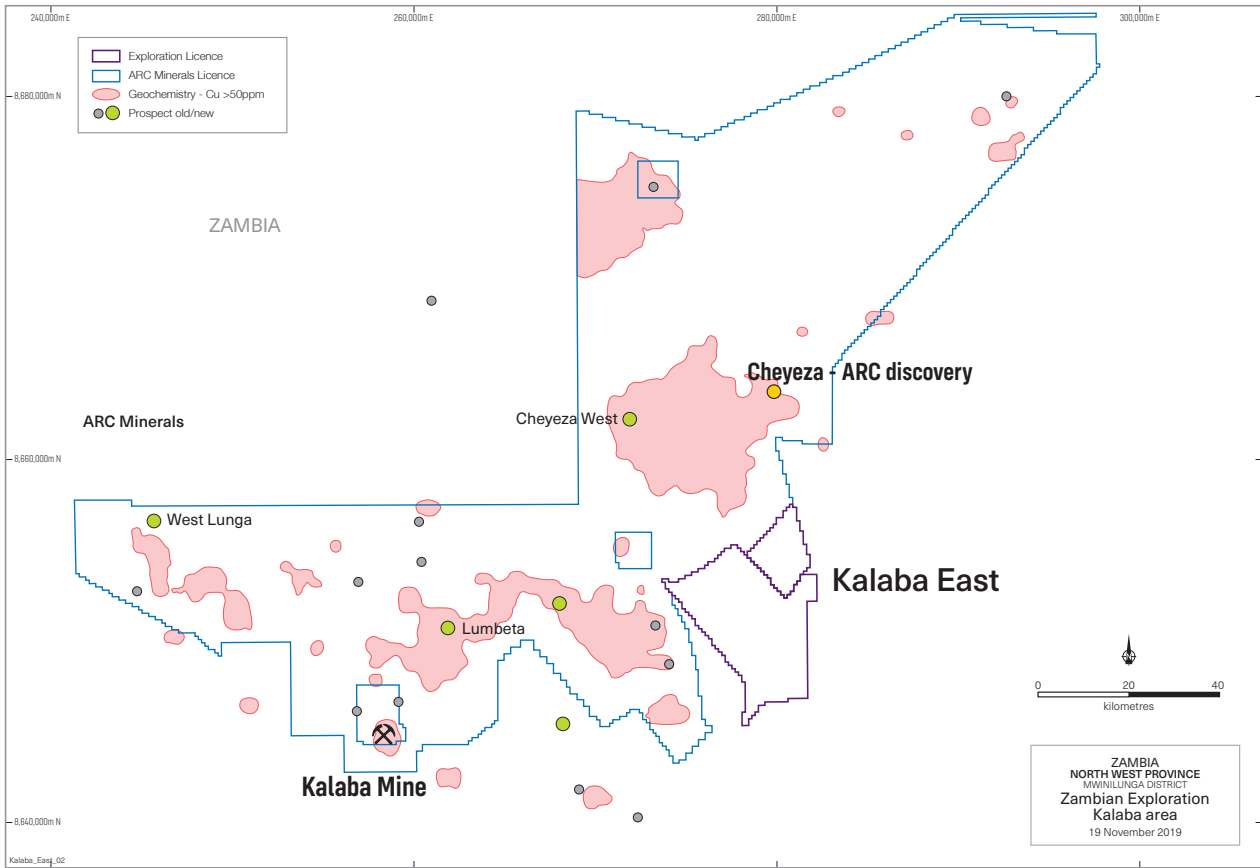 240,000m E
260,000m E
280,000m E
300,000m E
Exploration Licence
ARC Minerals Licence
Geochemistry - Cu >50ppm
Prospect old/new
8,680,000m N
ZAMBIA
Cheyeza - ARC discovery
Cheyeza West
ARC Minerals
8,660,000m N
West Lunga
Kalaba East
Lumbeta
0 20 40
kilometres
Kalaba Mine
ZAMBIA
NORTH WEST PROVINCE
MWINILUNGA DISTRICT
Zambian Exploration
Kalaba area
19 November 2019
8,640,000m N
Kalaba_East_02